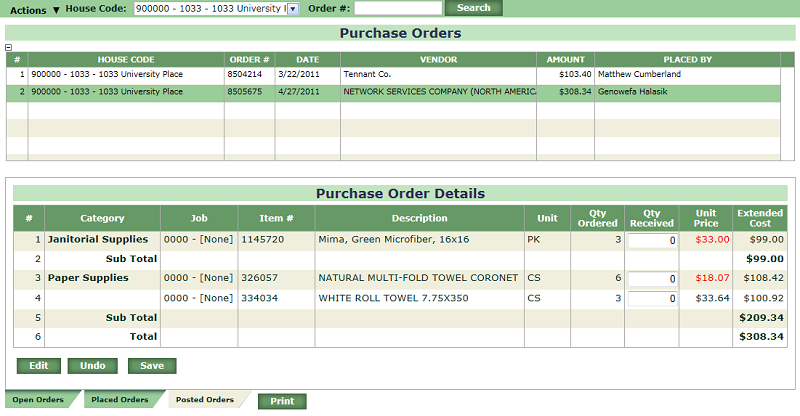 Actions ▼ House Code: 900000 - 1033 - 1033 University Order #: Search
Purchase Orders
# HOUSE CODE ORDER # DATE VENDOR AMOUNT PLACED BY
1 900000 - 1033 - 1033 University Place 8504214 3/22/2011 Tennant Co. $103.40 Matthew Cumberland
2 900000 - 1033 - 1033 University Place 8505675 4/27/2011 NETWORK SERVICES COMPANY (NORTH AMERICA $308.34 Genowefa Halasik
Purchase Order Details
# Category Job Item # Description Unit Qty Ordered Qty Received Unit Price Extended Cost
1 Janitorial Supplies 0000 - [None] 1145720 Mima, Green Microfiber, 16x16 PK 3 0 $33.00 $99.00
2 Sub Total $99.00
3 Paper Supplies 0000 - [None] 326057 NATURAL MULTI-FOLD TOWEL CORONET CS 6 0 $18.07 $108.42
4 0000 - [None] 334034 WHITE ROLL TOWEL 7.75X350 CS 3 0 $33.64 $100.92
5 Sub Total $209.34
6 Total $308.34
Edit Undo Save
Open Orders Placed Orders Posted Orders Print